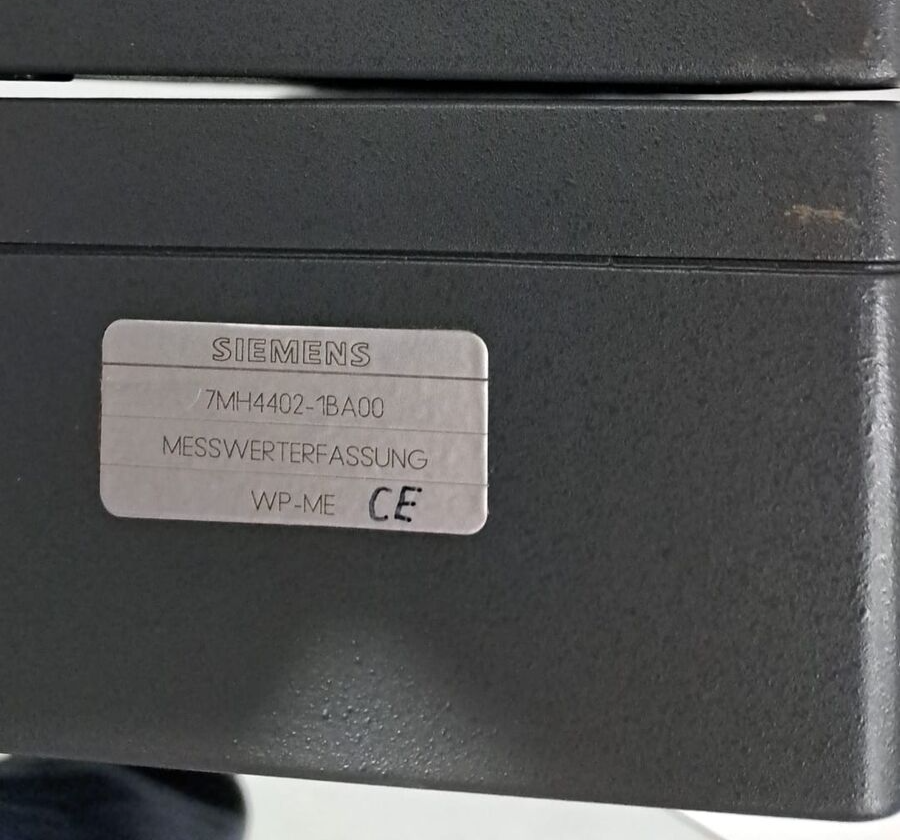 SIEMENS
7MH4402-1BA00
MESSWERTERFASSUNG
WP-ME CE